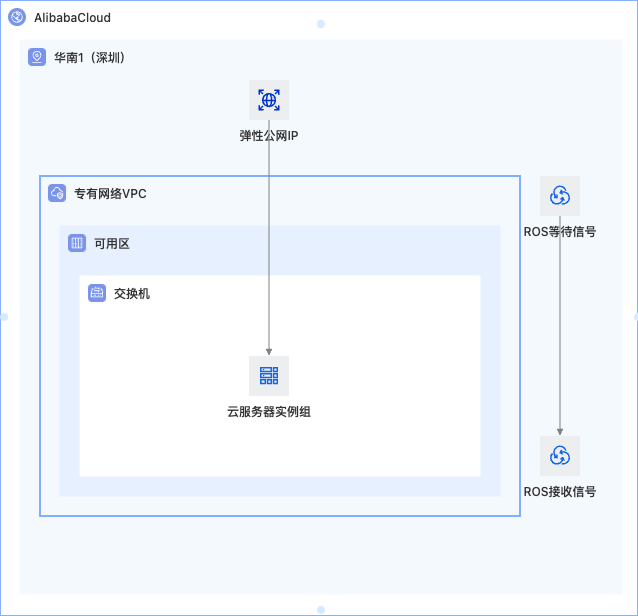 AlibabaCloud
华南1（深圳）
弹性公网IP
专有网络VPC
ROS等待信号
可用区
交换机
云服务器实例组
ROS接收信号